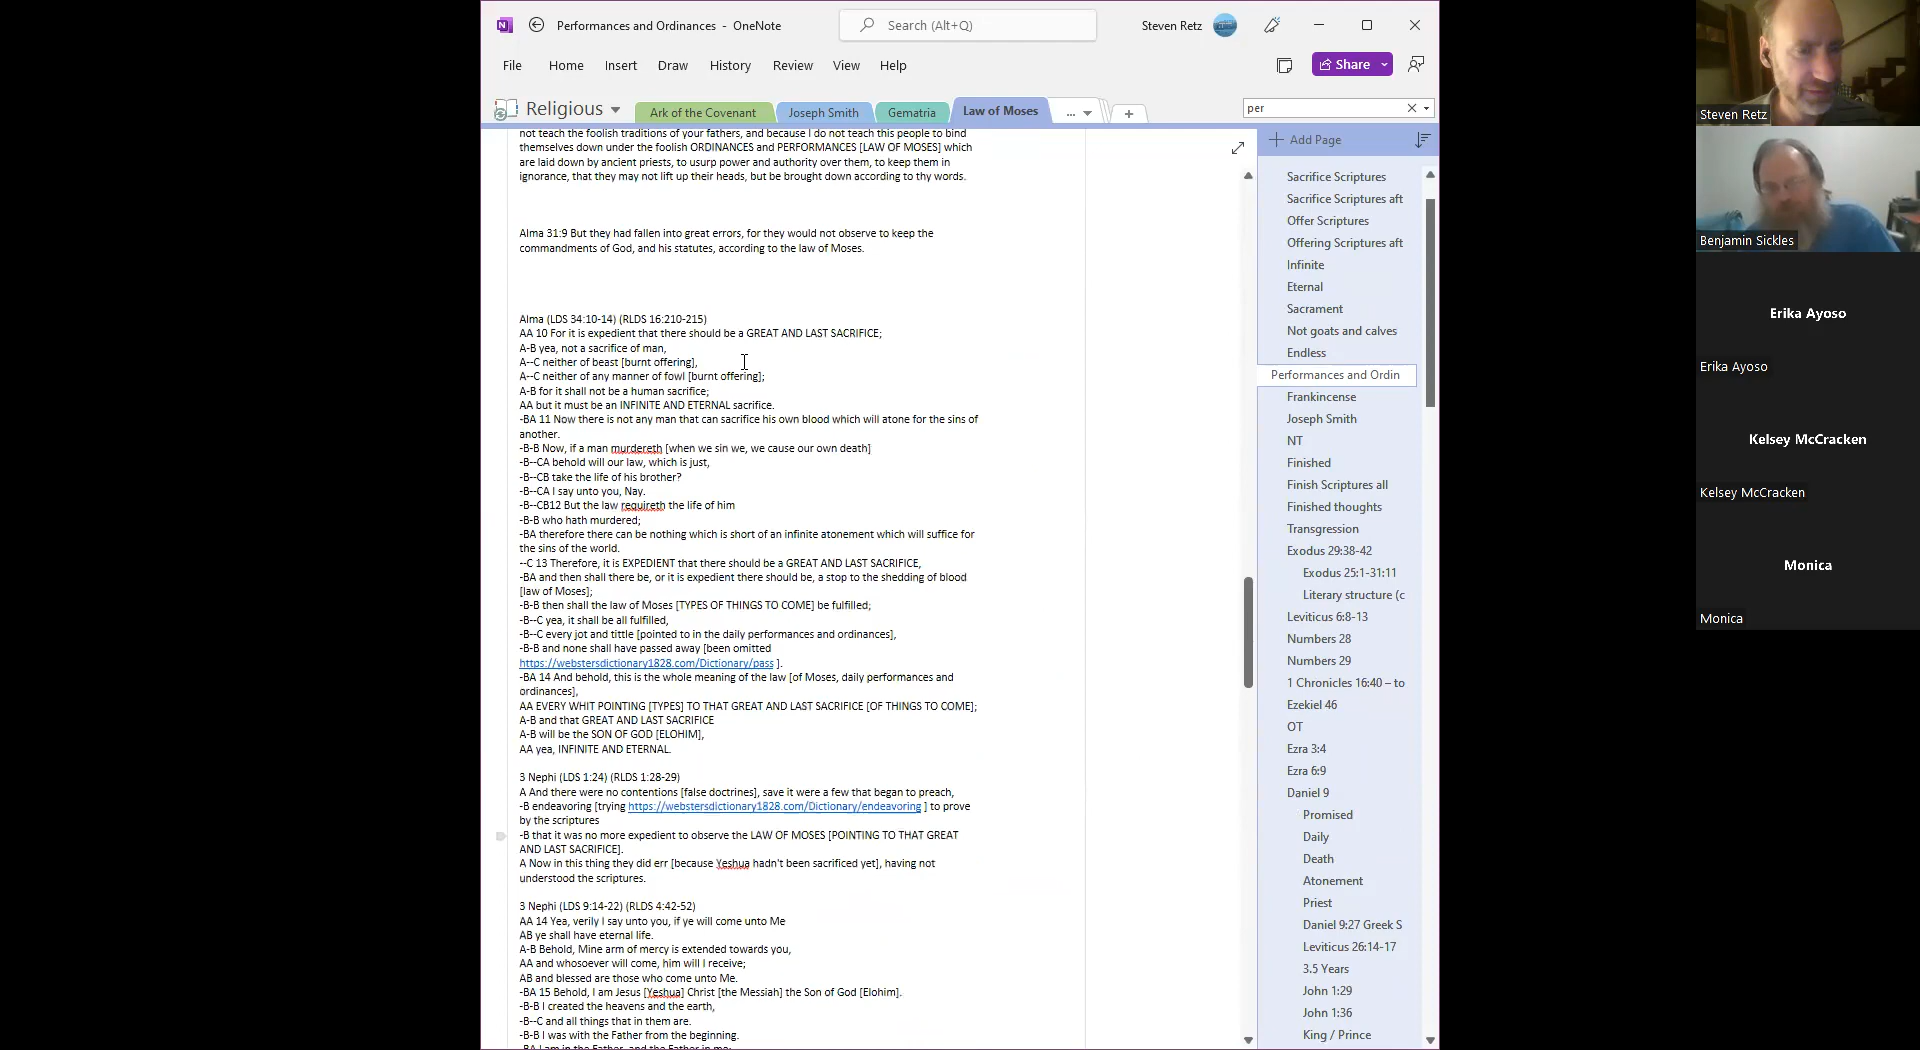 Performances and Ordinances - OneNote
Search (Alt+Q)
Steven Retz
File Home Insert Draw History Review View Help
Share
Religious
Ark of the Covenant
Joseph Smith
Gematria
Law of Moses
...
per
not teach the foolish traditions of your fathers, and because I do not teach this people to bind
themselves down under the foolish ORDINANCES and PERFORMANCES [LAW OF MOSES] which
are laid down by ancient priests, to usurp power and authority over them, to keep them in
ignorance, that they may not lift up their heads, but be brought down according to thy words.
Alma 31:9 But they had fallen into great errors, for they would not observe to keep the
commandments of God, and his statutes, according to the law of Moses.
Alma (LDS 34:10-14) (RLDS 16:210-215)
AA 10 For it is expedient that there should be a GREAT AND LAST SACRIFICE;
A-B yea, not a sacrifice of man,
A--C neither of beast [burnt offering],
A--C neither of any manner of fowl [burnt offering];
A-B for it shall not be a human sacrifice;
AA but it must be an INFINITE AND ETERNAL sacrifice.
-BA 11 Now there is not any man that can sacrifice his own blood which will atone for the sins of
another.
-B-B Now, if a man murdereth [when we sin we, we cause our own death]
-B--CA behold will our law, which is just,
-B--CB take the life of his brother?
-B--CA I say unto you, Nay.
-B--CB12 But the law requireth the life of him
-B-B who hath murdered;
-BA therefore there can be nothing which is short of an infinite atonement which will suffice for
the sins of the world.
--C 13 Therefore, it is EXPEDIENT that there should be a GREAT AND LAST SACRIFICE,
-BA and then shall there be, or it is expedient there should be, a stop to the shedding of blood
[law of Moses];
-B-B then shall the law of Moses [TYPES OF THINGS TO COME] be fulfilled;
-B--C yea, it shall be all fulfilled,
-B--C every jot and tittle [pointed to in the daily performances and ordinances],
-B-B and none shall have passed away [been omitted
https://webstersdictionary1828.com/Dictionary/pass ].
-BA 14 And behold, this is the whole meaning of the law [of Moses, daily performances and
ordinances],
AA EVERY WHIT POINTING [TYPES] TO THAT GREAT AND LAST SACRIFICE [OF THINGS TO COME];
A-B and that GREAT AND LAST SACRIFICE
A-B will be the SON OF GOD [ELOHIM],
AA yea, INFINITE AND ETERNAL.
3 Nephi (LDS 1:24) (RLDS 1:28-29)
A And there were no contentions [false doctrines], save it were a few that began to preach,
-B endeavoring [trying https://webstersdictionary1828.com/Dictionary/endeavoring ] to prove
by the scriptures
-B that it was no more expedient to observe the LAW OF MOSES [POINTING TO THAT GREAT
AND LAST SACRIFICE].
A Now in this thing they did err [because Yeshua hadn't been sacrificed yet], having not
understood the scriptures.
3 Nephi (LDS 9:14-22) (RLDS 4:42-52)
AA 14 Yea, verily I say unto you, if ye will come unto Me
AB ye shall have eternal life.
A-B Behold, Mine arm of mercy is extended towards you,
AA and whosoever will come, him will I receive;
AB and blessed are those who come unto Me.
-BA 15 Behold, I am Jesus [Yeshua] Christ [the Messiah] the Son of God [Elohim].
-B-B I created the heavens and the earth,
-B--C and all things that in them are.
-B-B I was with the Father from the beginning.
-BA I am in the Father, and the Father in me;
Add Page
Sacrifice Scriptures
Sacrifice Scriptures aft
Offer Scriptures
Offering Scriptures aft
Infinite
Eternal
Sacrament
Not goats and calves
Endless
Performances and Ordin
Frankincense
Joseph Smith
NT
Finished
Finish Scriptures all
Finished thoughts
Transgression
Exodus 29:38-42
Exodus 25:1-31:11
Literary structure (c
Leviticus 6:8-13
Numbers 28
Numbers 29
1 Chronicles 16:40 – to
Ezekiel 46
OT
Ezra 3:4
Ezra 6:9
Daniel 9
Promised
Daily
Death
Atonement
Priest
Daniel 9:27 Greek S
Leviticus 26:14-17
3.5 Years
John 1:29
John 1:36
King / Prince
Steven Retz
Benjamin Sickles
Erika Ayoso
Erika Ayoso
Kelsey McCracken
Kelsey McCracken
Monica
Monica